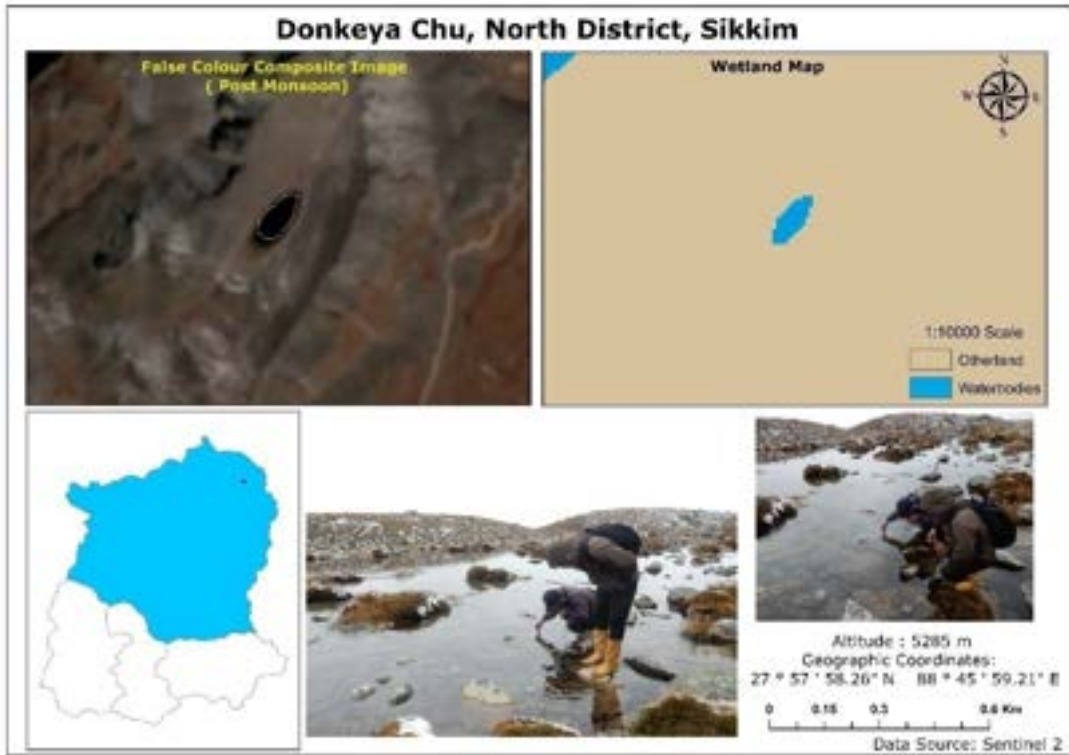 Donkeya Chu, North District, Sikkim
False Colour Composite Image
( Post Monsoon)
Wetland Map
N
W E
S
1:10000 Scale
Otherland
Waterbodies
Altitude : 5285 m
Geographic Coordinates:
27 ° 57 ' 58.26" N 88 ° 45 ' 59.21" E
0 0.15 0.3 0.6 Km
Data Source: Sentinel 2